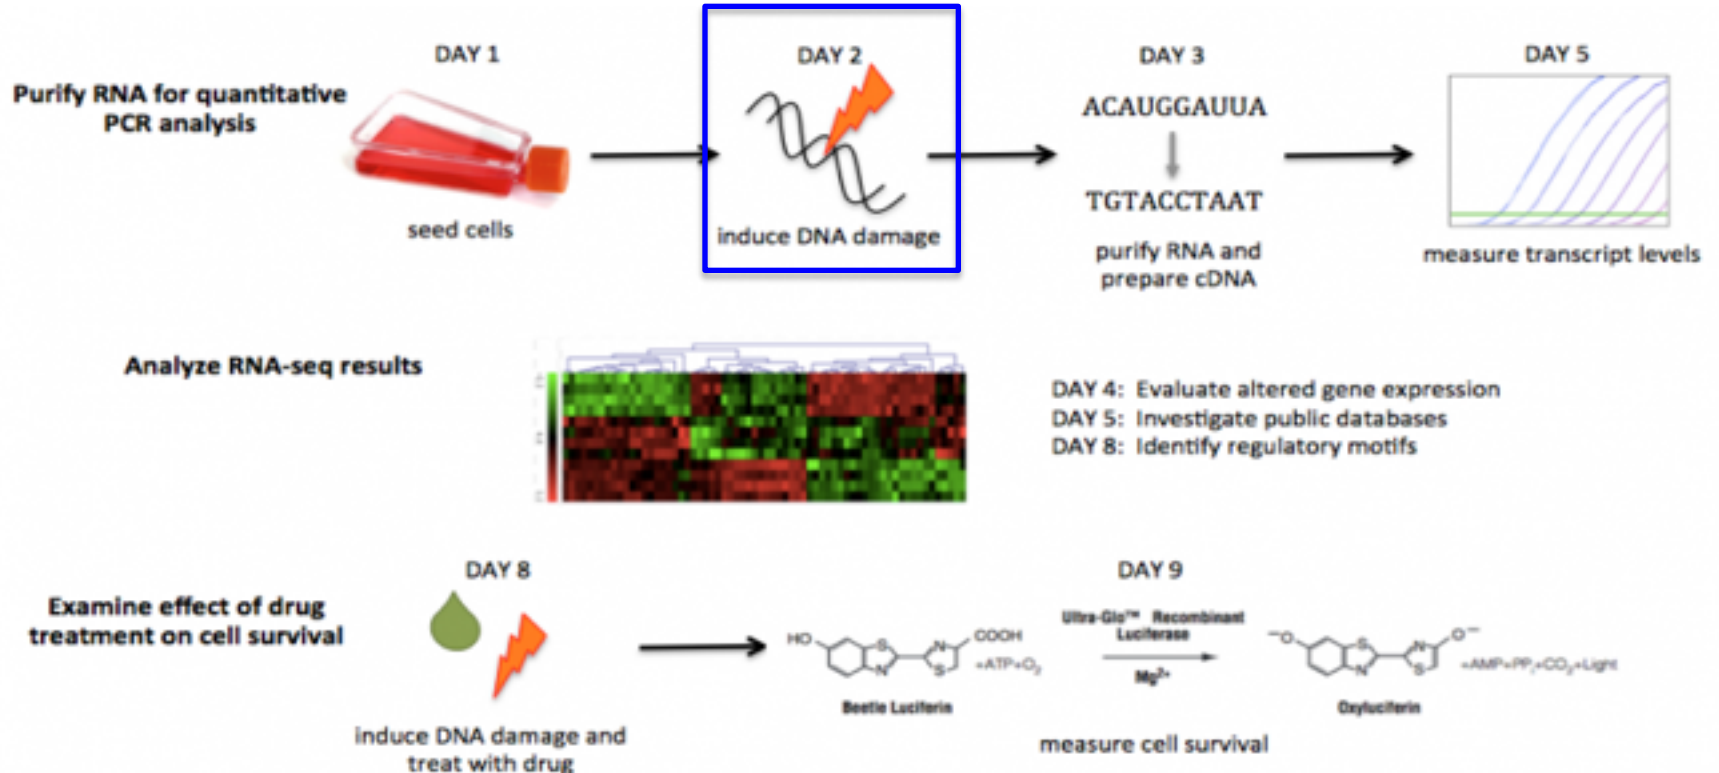 DAY 1
DAY 2
DAY 3
DAY 5
Purify RNA for quantitative
PCR analysis
ACAUGGAUUA
TGTACCTAAT
seed cells
induce DNA damage
purify RNA and
prepare cDNA
measure transcript levels
Analyze RNA-seq results
DAY 4: Evaluate altered gene expression
DAY 5: Investigate public databases
DAY 8: Identify regulatory motifs
DAY 8
DAY 9
Examine effect of drug
treatment on cell survival
Ultra-Glo™ Recombinant
Luciferase
Mg²⁺
HO
S
N
N
S
COOH
+ATP+O₂
⁻O
S
N
N
S
O⁻
+AMP+PPᵢ+CO₂+Light
Beetle Luciferin
Oxyluciferin
induce DNA damage and
treat with drug
measure cell survival